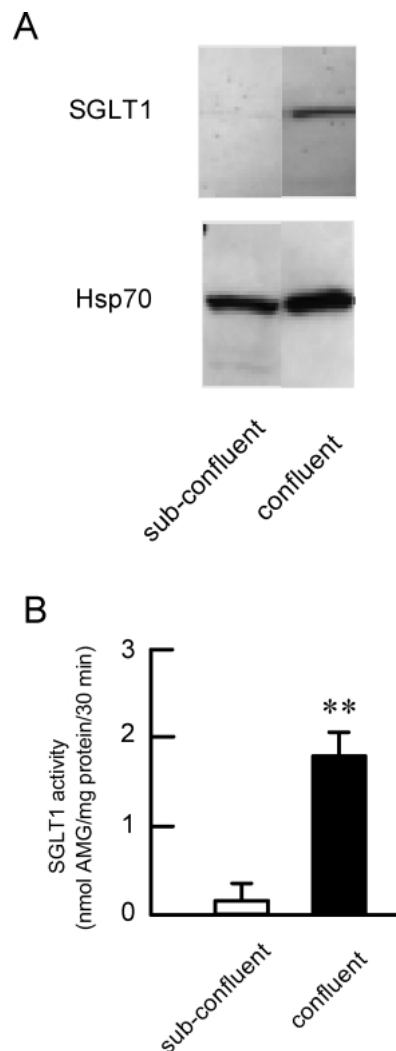 A
SGLT1
Hsp70
sub-confluent
confluent
B
SGLT1 activity
(nmol AMG/mg protein/30 min)
3
2
1
0
**
sub-confluent
confluent